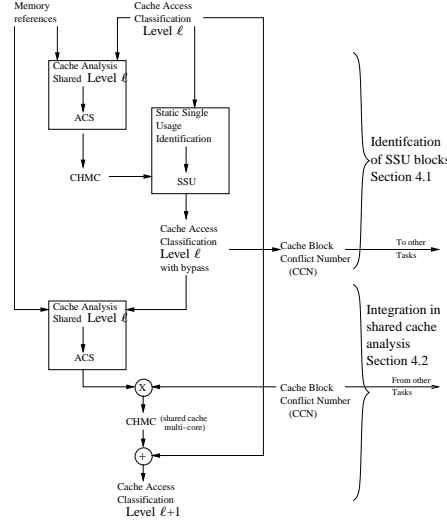 Memory
references
Cache Access
Classification
Level ℓ
Cache Analysis
Shared Level ℓ
ACS
CHMC
Static Single
Usage
Identification
SSU
Identifcation
of SSU blocks
Section 4.1
Cache Access
Classification
Level ℓ
with bypass
Cache Block
Conflict Number
(CCN)
To other
Tasks
Cache Analysis
Shared Level ℓ
ACS
Integration in
shared cache
analysis
Section 4.2
X
Cache Block
Conflict Number
(CCN)
From other
Tasks
CHMC (shared cache
multi−core)
+
Cache Access
Classification
Level ℓ+1